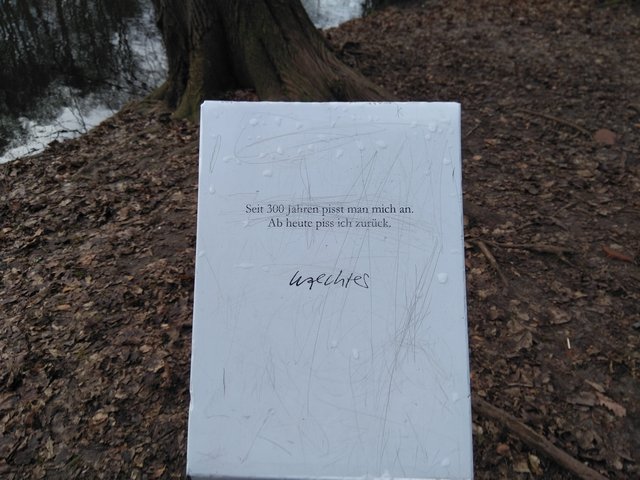 Seit 300 Jahren pisst man mich an.
Ab heute piss ich zurück.
Waechter